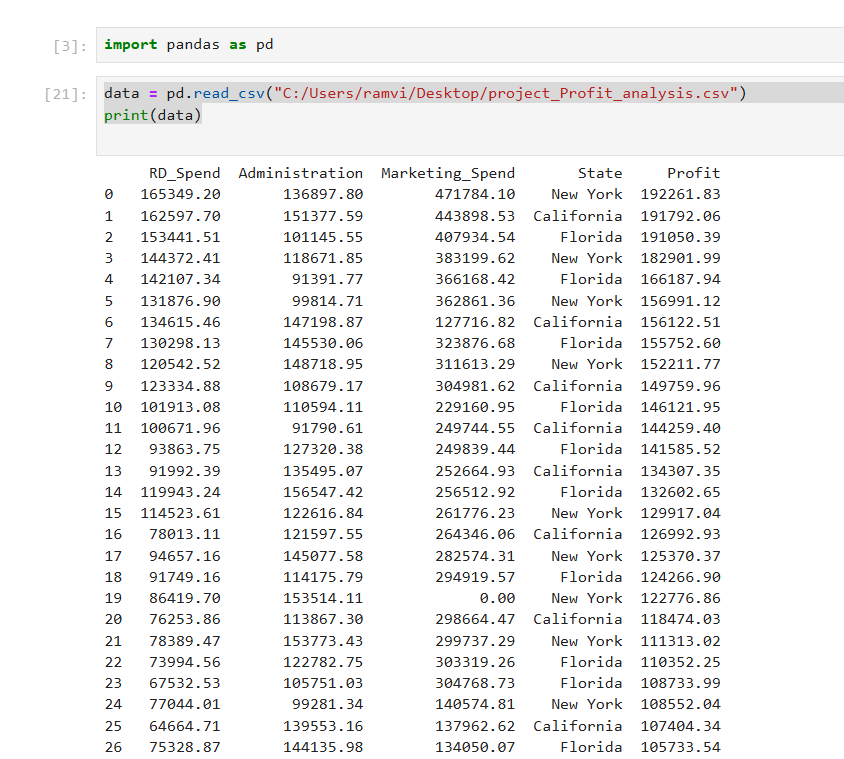 [3]: import pandas as pd
[21]: data = pd.read_csv("C:/Users/ramvi/Desktop/project_Profit_analysis.csv")
print(data)
RD_Spend Administration Marketing_Spend State Profit
0 165349.20 136897.80 471784.10 New York 192261.83
1 162597.70 151377.59 443898.53 California 191792.06
2 153441.51 101145.55 407934.54 Florida 191050.39
3 144372.41 118671.85 383199.62 New York 182901.99
4 142107.34 91391.77 366168.42 Florida 166187.94
5 131876.90 99814.71 362861.36 New York 156991.12
6 134615.46 147198.87 127716.82 California 156122.51
7 130298.13 145530.06 323876.68 Florida 155752.60
8 120542.52 148718.95 311613.29 New York 152211.77
9 123334.88 108679.17 304981.62 California 149759.96
10 101913.08 110594.11 229160.95 Florida 146121.95
11 100671.96 91790.61 249744.55 California 144259.40
12 93863.75 127320.38 249839.44 Florida 141585.52
13 91992.39 135495.07 252664.93 California 134307.35
14 119943.24 156547.42 256512.92 Florida 132602.65
15 114523.61 122616.84 261776.23 New York 129917.04
16 78013.11 121597.55 264346.06 California 126992.93
17 94657.16 145077.58 282574.31 New York 125370.37
18 91749.16 114175.79 294919.57 Florida 124266.90
19 86419.70 153514.11 0.00 New York 122776.86
20 76253.86 113867.30 298664.47 California 118474.03
21 78389.47 153773.43 299737.29 New York 111313.02
22 73994.56 122782.75 303319.26 Florida 110352.25
23 67532.53 105751.03 304768.73 Florida 108733.99
24 77044.01 99281.34 140574.81 New York 108552.04
25 64664.71 139553.16 137962.62 California 107404.34
26 75328.87 144135.98 134050.07 Florida 105733.54